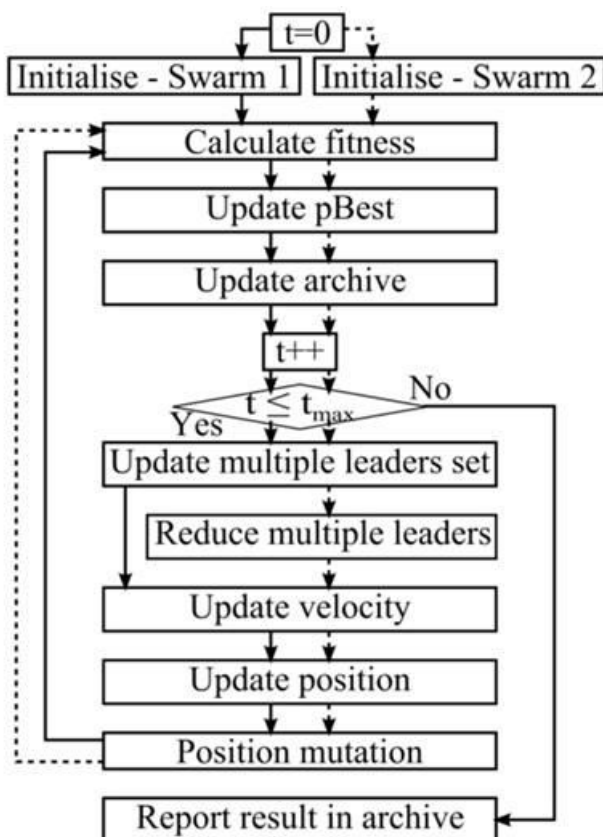 t=0
Initialise - Swarm 1
Initialise - Swarm 2
Calculate fitness
Update pBest
Update archive
t++
t ≤ tmax
No
Yes
Update multiple leaders set
Reduce multiple leaders
Update velocity
Update position
Position mutation
Report result in archive